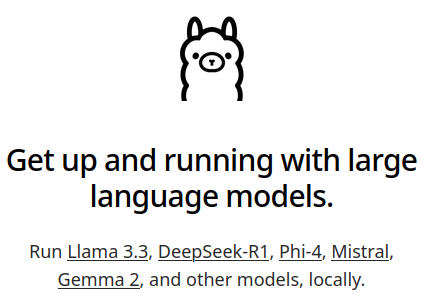 Get up and running with large
language models.
Run Llama 3.3, DeepSeek-R1, Phi-4, Mistral,
Gemma 2, and other models, locally.